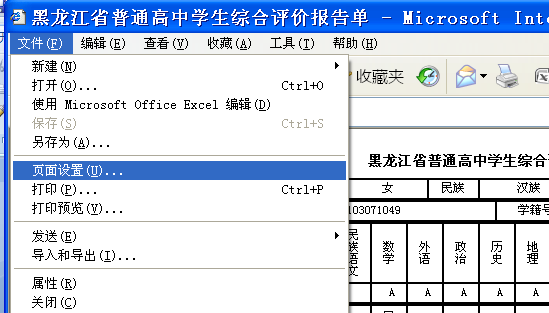 黑龙江省普通高中学生综合评价报告单 - Microsoft Inte
文件(F) 编辑(E) 查看(V) 收藏(A) 工具(T) 帮助(H)
新建(N)
打开(O)... Ctrl+O
使用 Microsoft Office Excel 编辑(D)
保存(S) Ctrl+S
另存为(A)...
页面设置(U)...
打印(P)... Ctrl+P
打印预览(V)...
发送(E)
导入和导出(I)...
属性(R)
关闭(C)
收藏夹
黑龙江省普通高中学生综合评
女 民族 汉族
103071049 学籍号
民族语文 数学 外语 政治 历史 地理
A A A A A